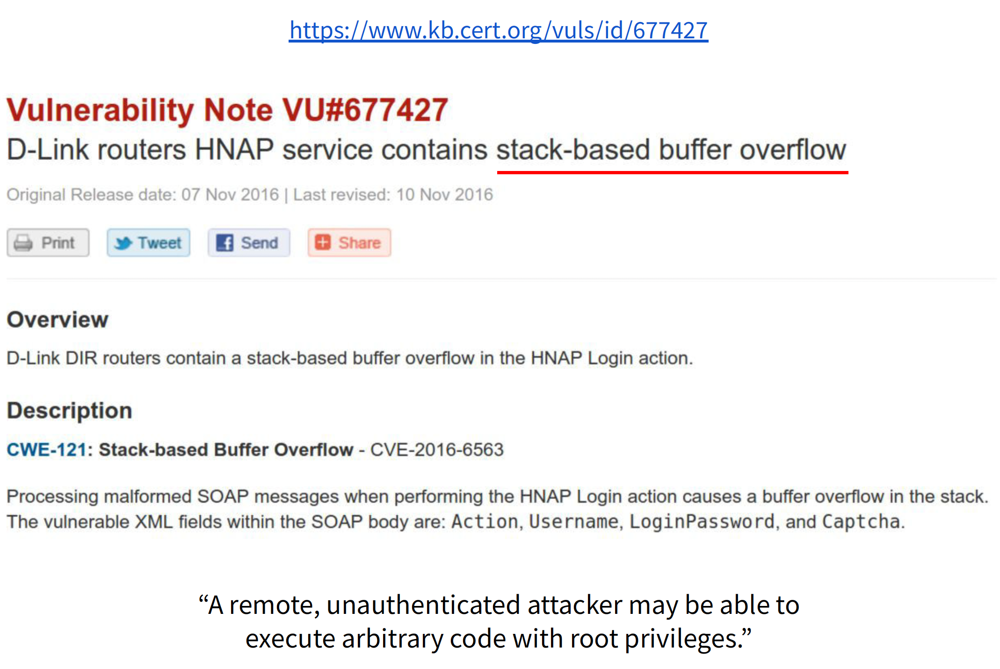 https://www.kb.cert.org/vuls/id/677427
Vulnerability Note VU#677427
D-Link routers HNAP service contains stack-based buffer overflow
Original Release date: 07 Nov 2016 | Last revised: 10 Nov 2016
Print Tweet Send Share
Overview
D-Link DIR routers contain a stack-based buffer overflow in the HNAP Login action.
Description
CWE-121: Stack-based Buffer Overflow - CVE-2016-6563
Processing malformed SOAP messages when performing the HNAP Login action causes a buffer overflow in the stack.
The vulnerable XML fields within the SOAP body are: Action, Username, LoginPassword, and Captcha.
“A remote, unauthenticated attacker may be able to
execute arbitrary code with root privileges.”